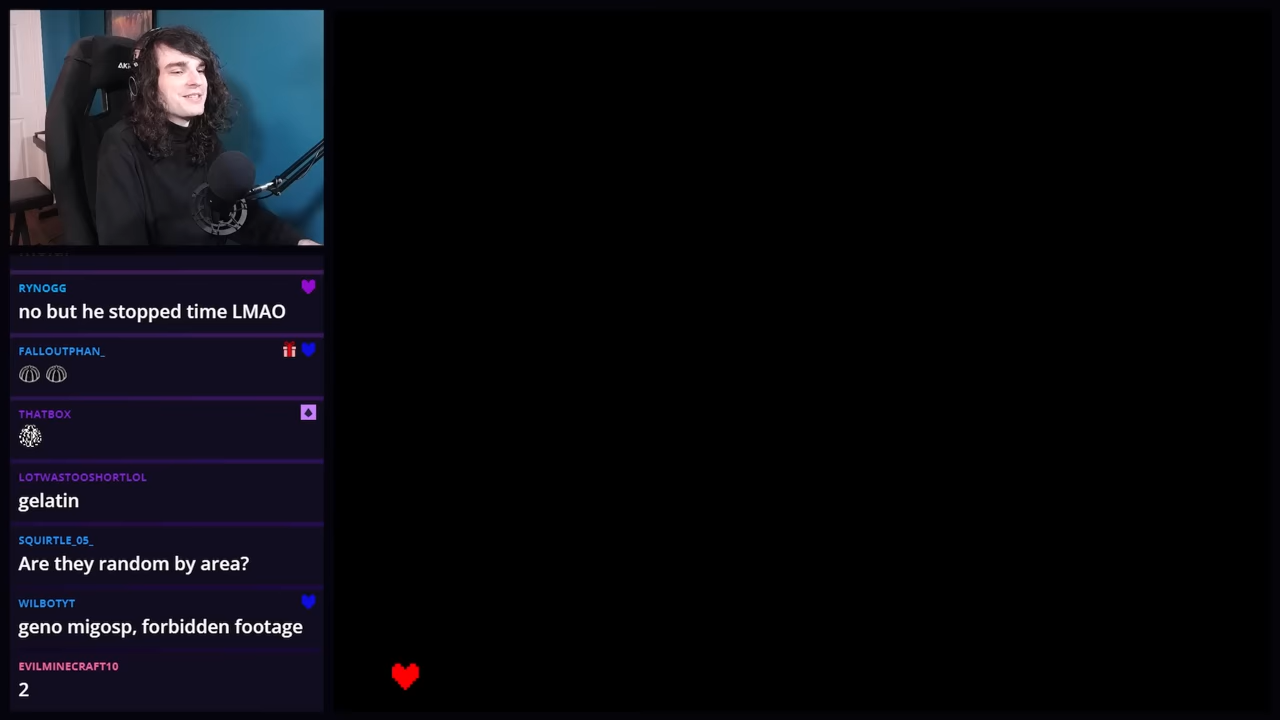 RYNOGG
no but he stopped time LMAO
FALLOUTPHAN_
THATBOX
LOTWASTOOSHORTLOL
gelatin
SQUIRTLE_05_
Are they random by area?
WILBOTYT
geno migosp, forbidden footage
EVILMINECRAFT10
2